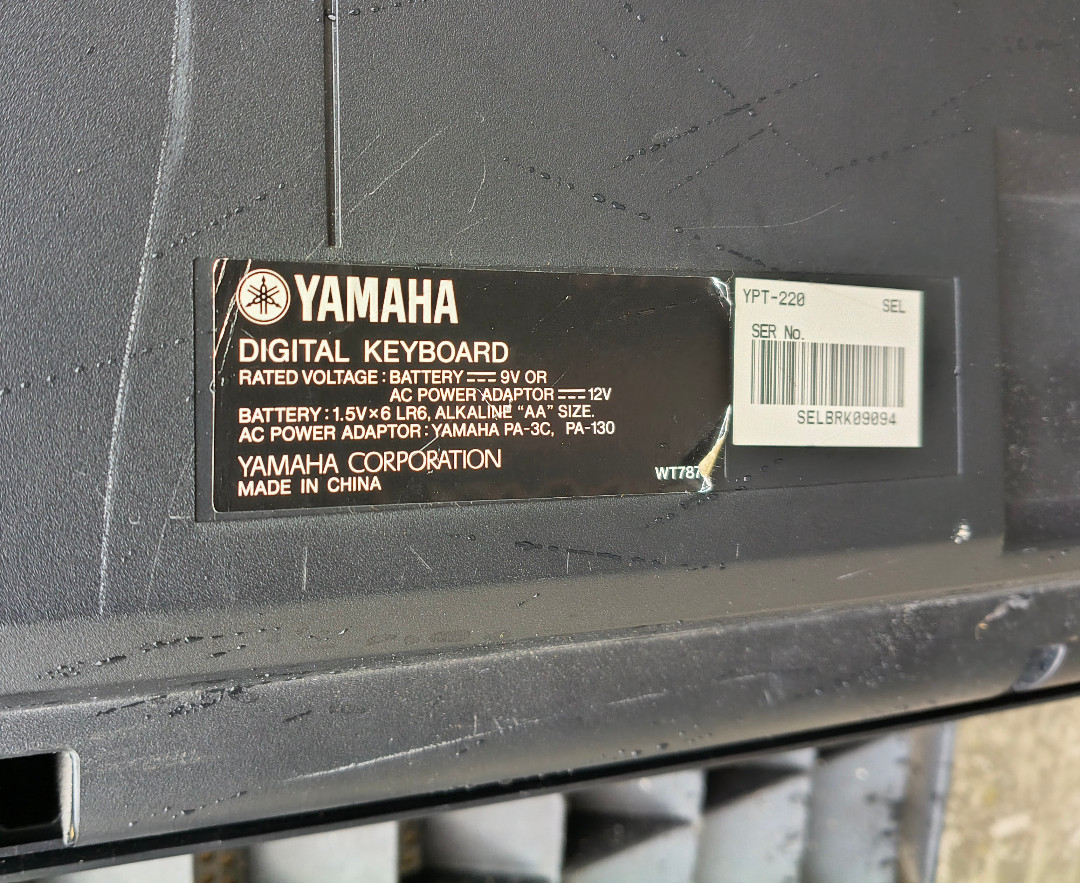 YAMAHA
DIGITAL KEYBOARD
RATED VOLTAGE : BATTERY ⎓ 9V OR
AC POWER ADAPTOR ⎓ 12V
BATTERY : 1.5V×6 LR6, ALKALINE “AA” SIZE.
AC POWER ADAPTOR : YAMAHA PA-3C, PA-130
YAMAHA CORPORATION
MADE IN CHINA
YPT-220 SEL
SER No.
SELBRK09094